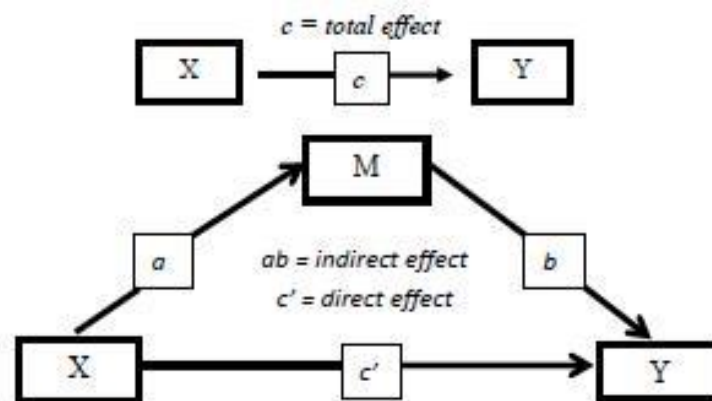 c = total effect
X
c
Y
M
a
ab = indirect effect
b
c' = direct effect
X
c'
Y